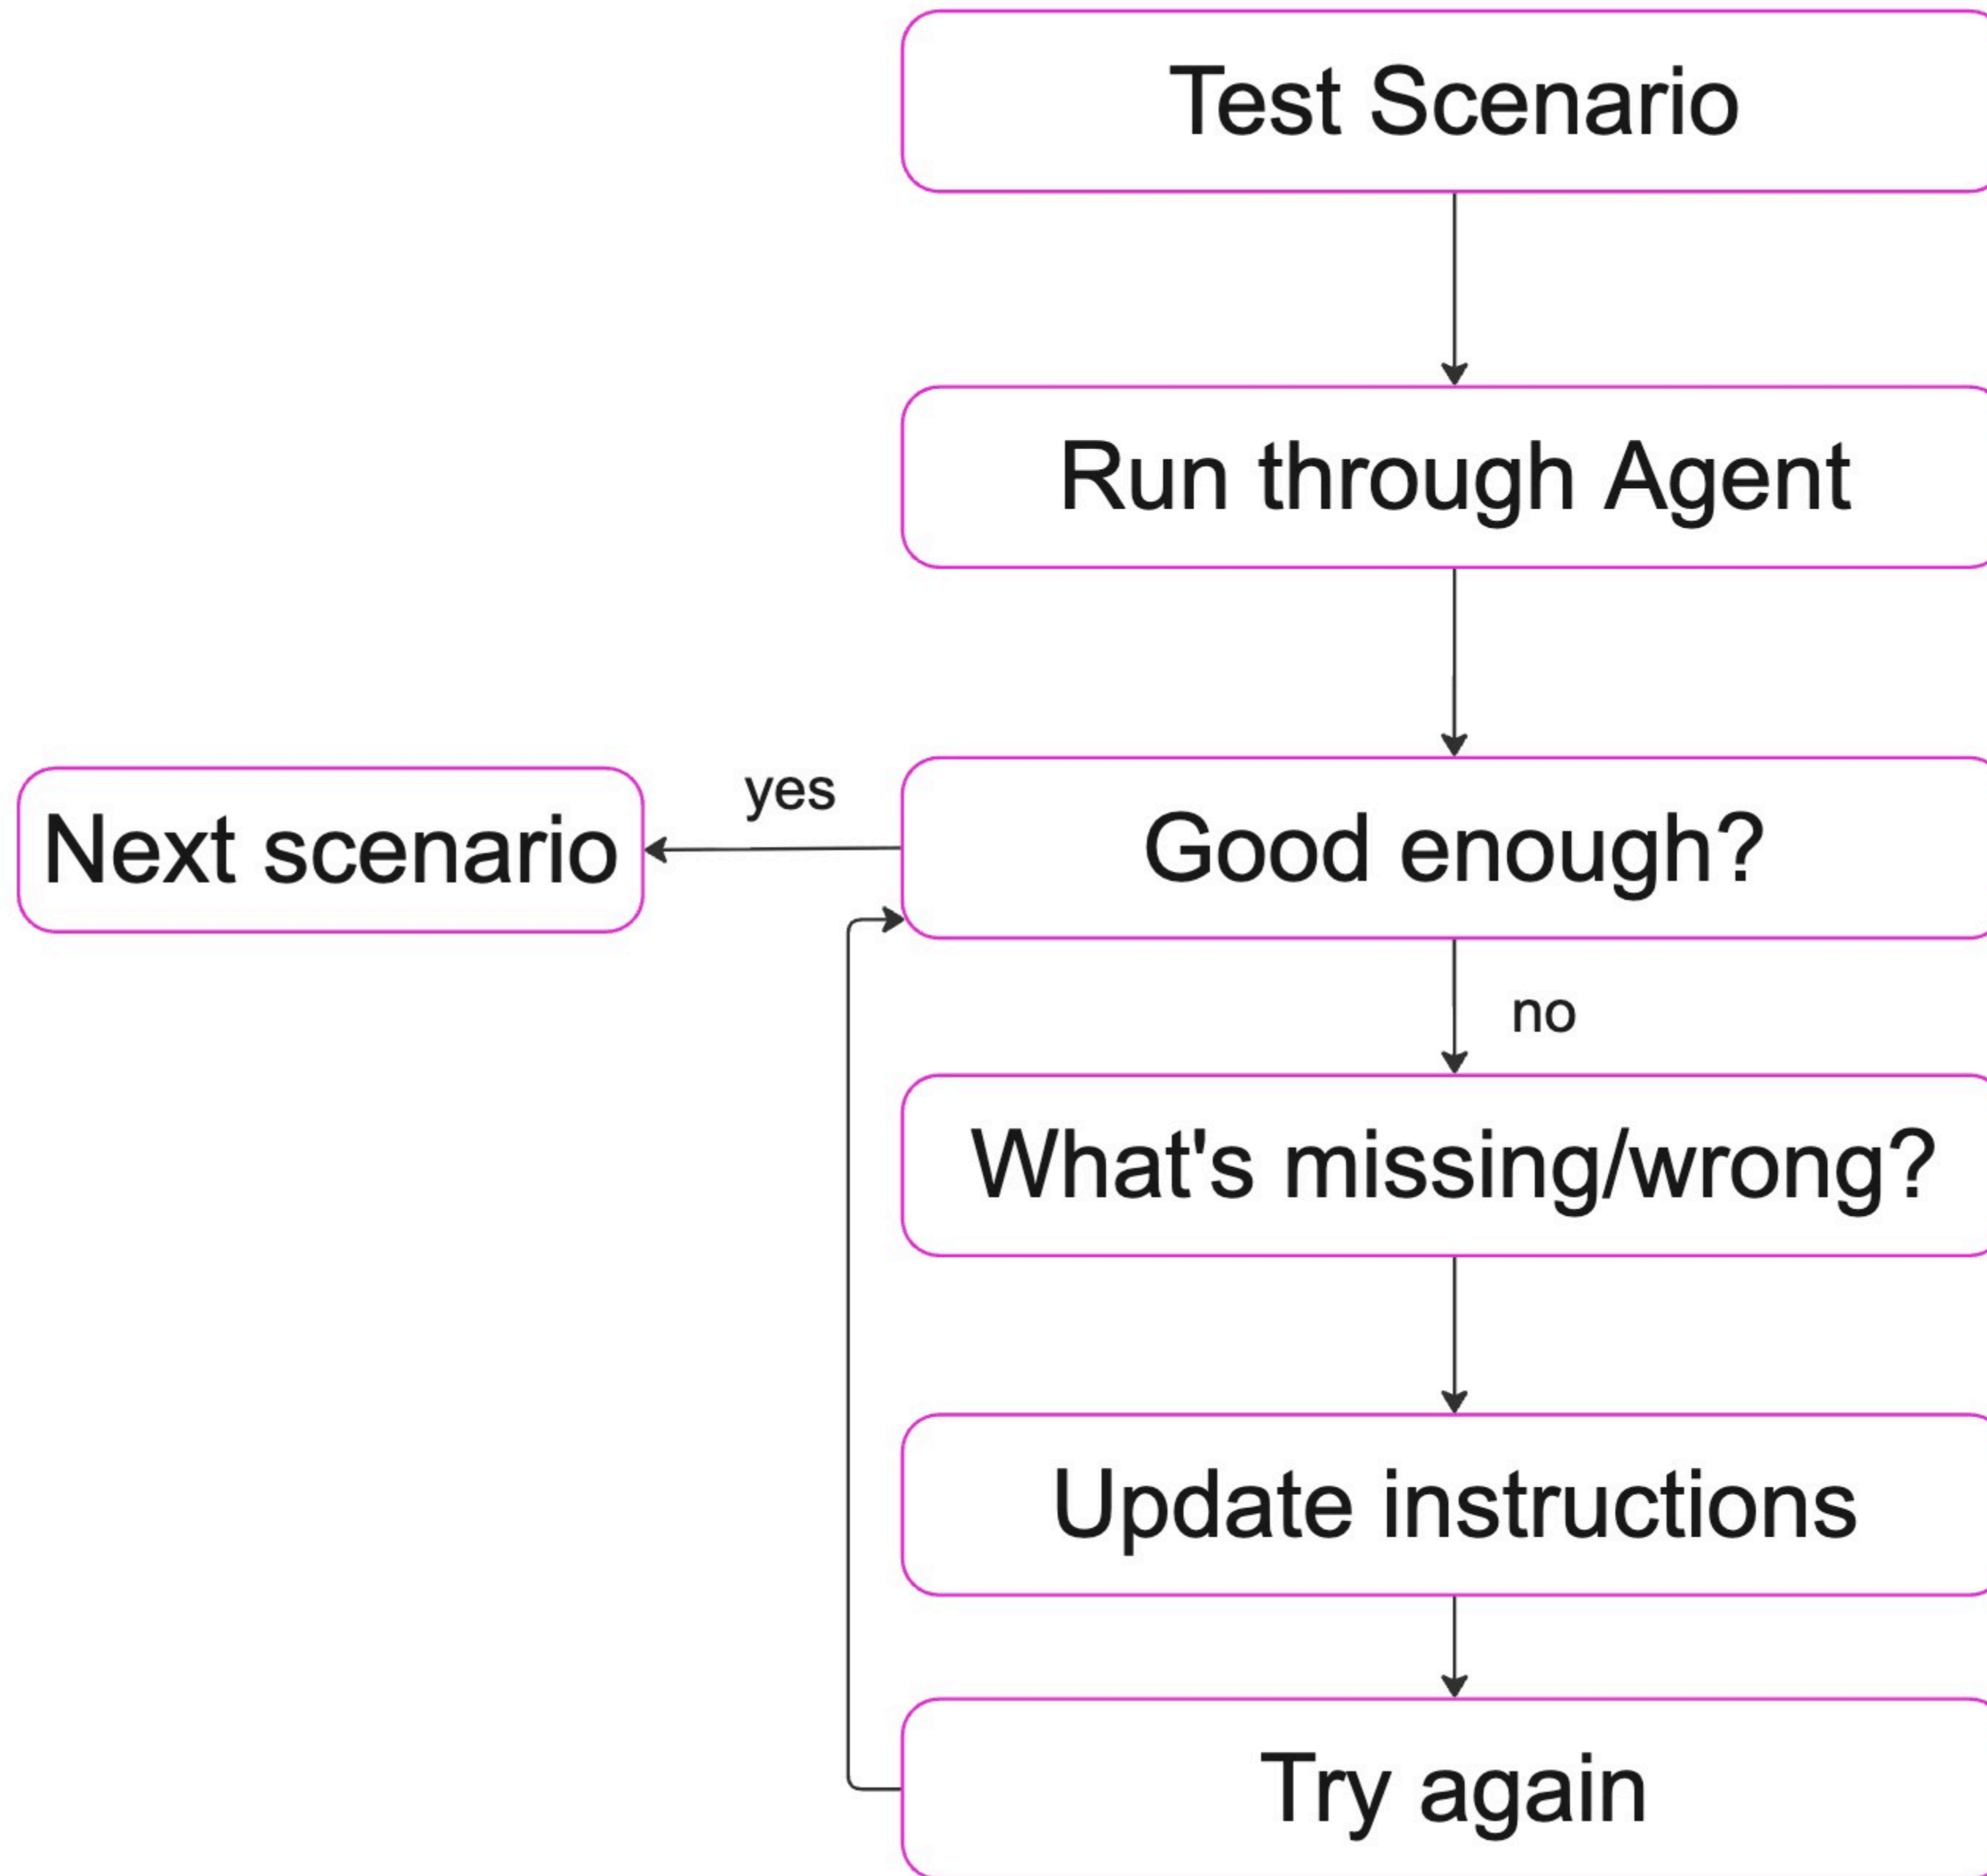 Test Scenario
Run through Agent
yes
Next scenario
Good enough?
no
What's missing/wrong?
Update instructions
Try again